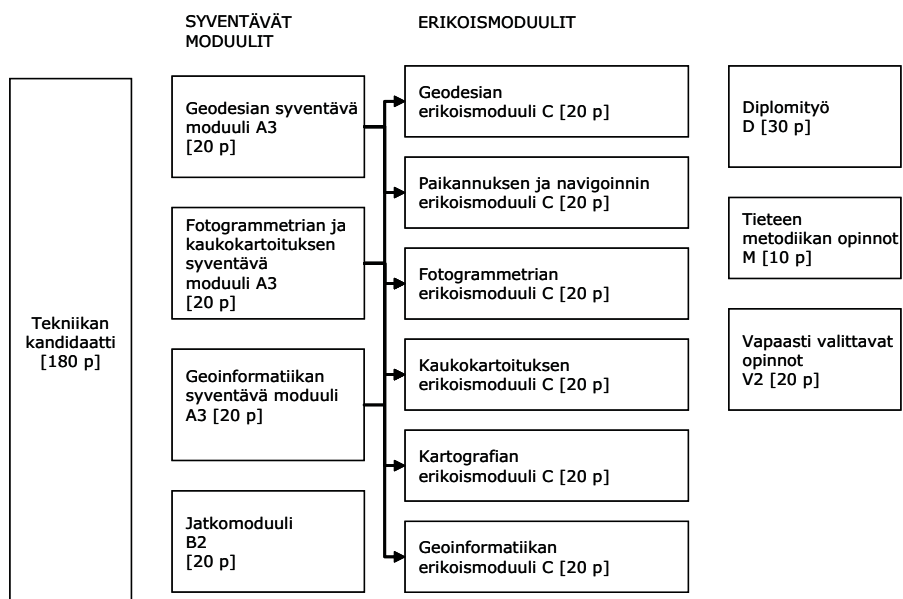 SYVENTÄVÄT
MODUULIT
ERIKOISMODUULIT
Tekniikan
kandidaatti
[180 p]
Geodesian syventävä
moduuli A3
[20 p]
Fotogrammetrian ja
kaukokartoituksen
syventävä
moduuli A3
[20 p]
Geoinformatiikan
syventävä moduuli
A3 [20 p]
Jatkomoduuli
B2
[20 p]
Geodesian
erikoismoduuli C [20 p]
Paikannuksen ja navigoinnin
erikoismoduuli C [20 p]
Fotogrammetrian
erikoismoduuli C [20 p]
Kaukokartoituksen
erikoismoduuli C [20 p]
Kartografian
erikoismoduuli C [20 p]
Geoinformatiikan
erikoismoduuli C [20 p]
Diplomityö
D [30 p]
Tieteen
metodiikan opinnot
M [10 p]
Vapaasti valittavat
opinnot
V2 [20 p]